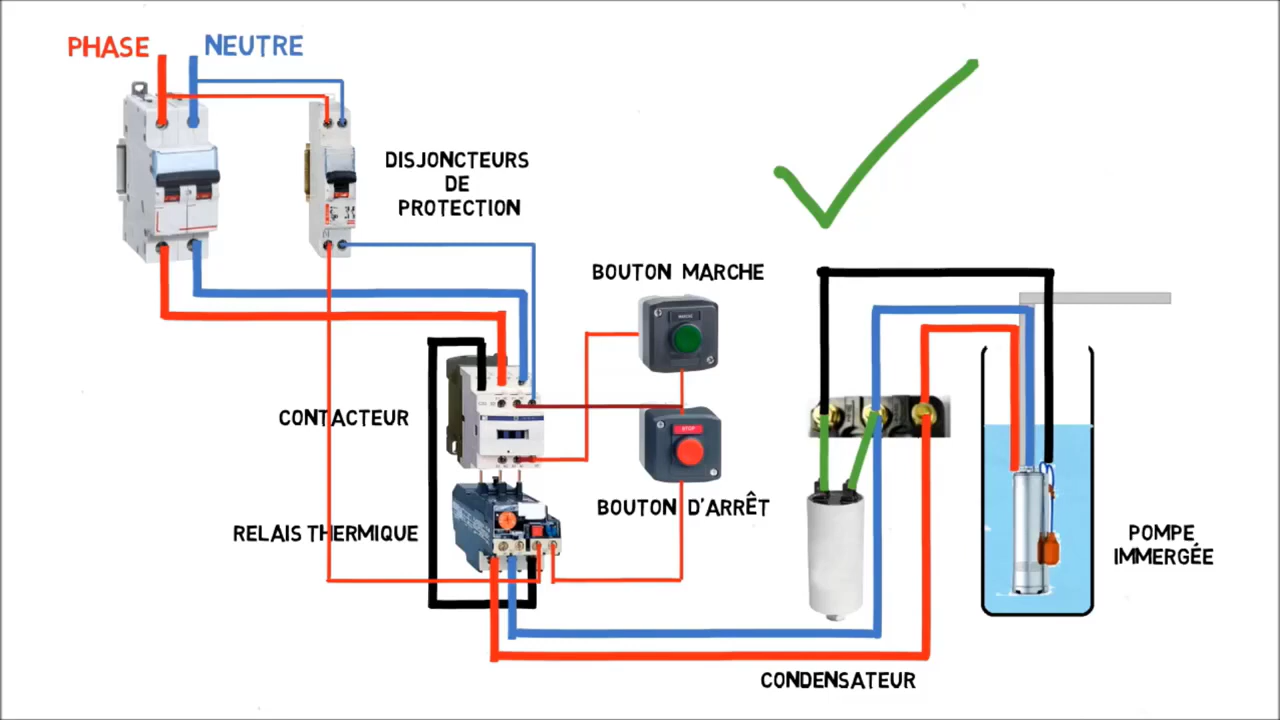 PHASE
NEUTRE
DISJONCTEURS
DE
PROTECTION
BOUTON MARCHE
CONTACTEUR
STOP
BOUTON D'ARRÊT
RELAIS THERMIQUE
POMPE
IMMERGÉE
CONDENSATEUR